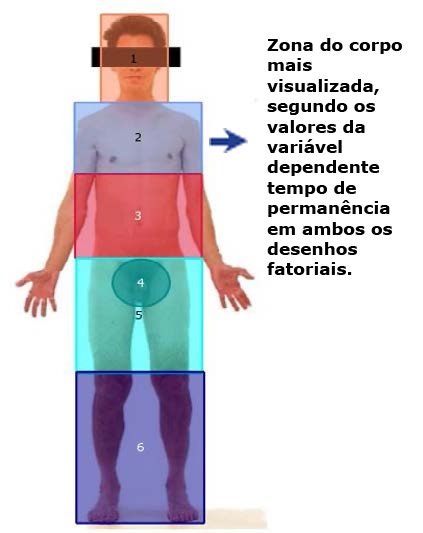 1
2
3
4
5
6
Zona do corpo
mais
visualizada,
segundo os
valores da
variável
dependente
tempo de
permanência
em ambos os
desenhos
fatoriais.